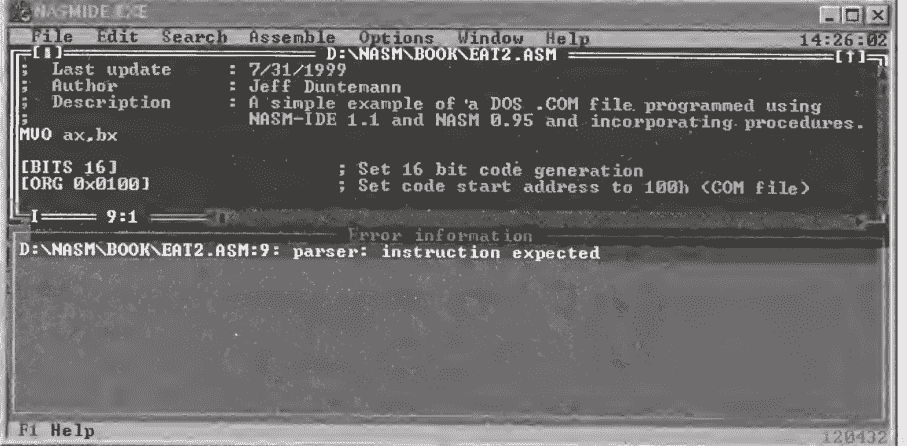 NASMIDE.EXE
File Edit Search Assemble Options Window Help 14:26:02
[■] D:\NASM\BOOK\EAT2.ASM [↑]
; Last update : 7/31/1999
; Author : Jeff Duntemann
; Description : A simple example of a DOS .COM file programmed using
; NASM-IDE 1.1 and NASM 0.95 and incorporating procedures.
MVO ax,bx
[BITS 16] ; Set 16 bit code generation
[ORG 0x0100] ; Set code start address to 100h (COM file)
I 9:1
Error information
D:\NASM\BOOK\EAT2.ASM:9: parser: instruction expected
F1 Help 120432